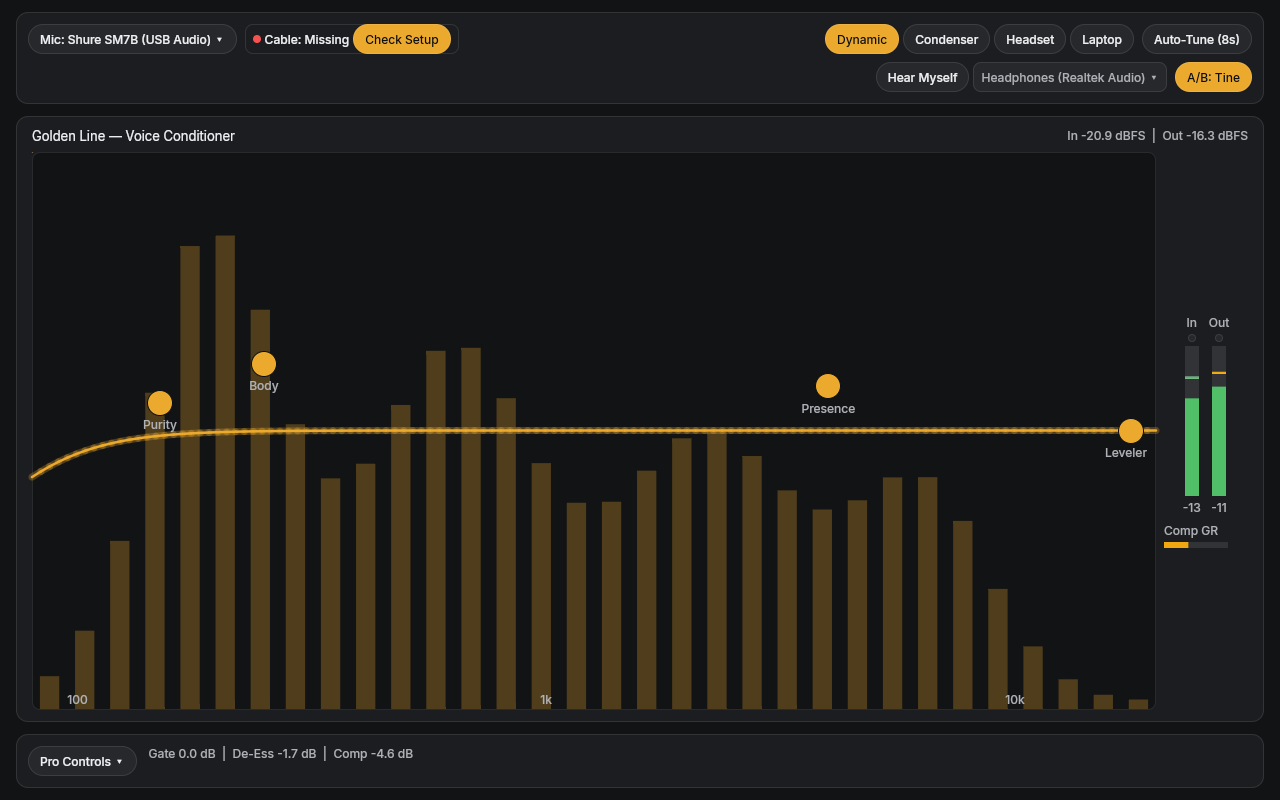 Mic: Shure SM7B (USB Audio) ▾
Cable: Missing
Check Setup
Dynamic
Condenser
Headset
Laptop
Auto-Tune (8s)
Hear Myself
Headphones (Realtek Audio) ▾
A/B: Tine
Golden Line — Voice Conditioner
In -20.9 dBFS | Out -16.3 dBFS
In
Out
Body
Purity
Presence
Leveler
-13
-11
Comp GR
100
1k
10k
Pro Controls ▾
Gate 0.0 dB | De-Ess -1.7 dB | Comp -4.6 dB